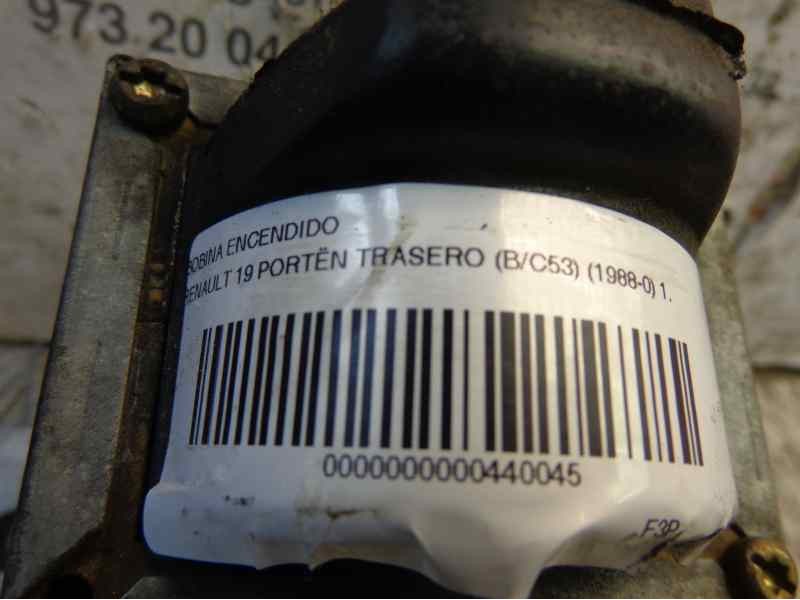 973.20 04
BOBINA ENCENDIDO
RENAULT 19 PORTËN TRASERO (B/C53) (1988-0) 1.
0000000000440045
F3P